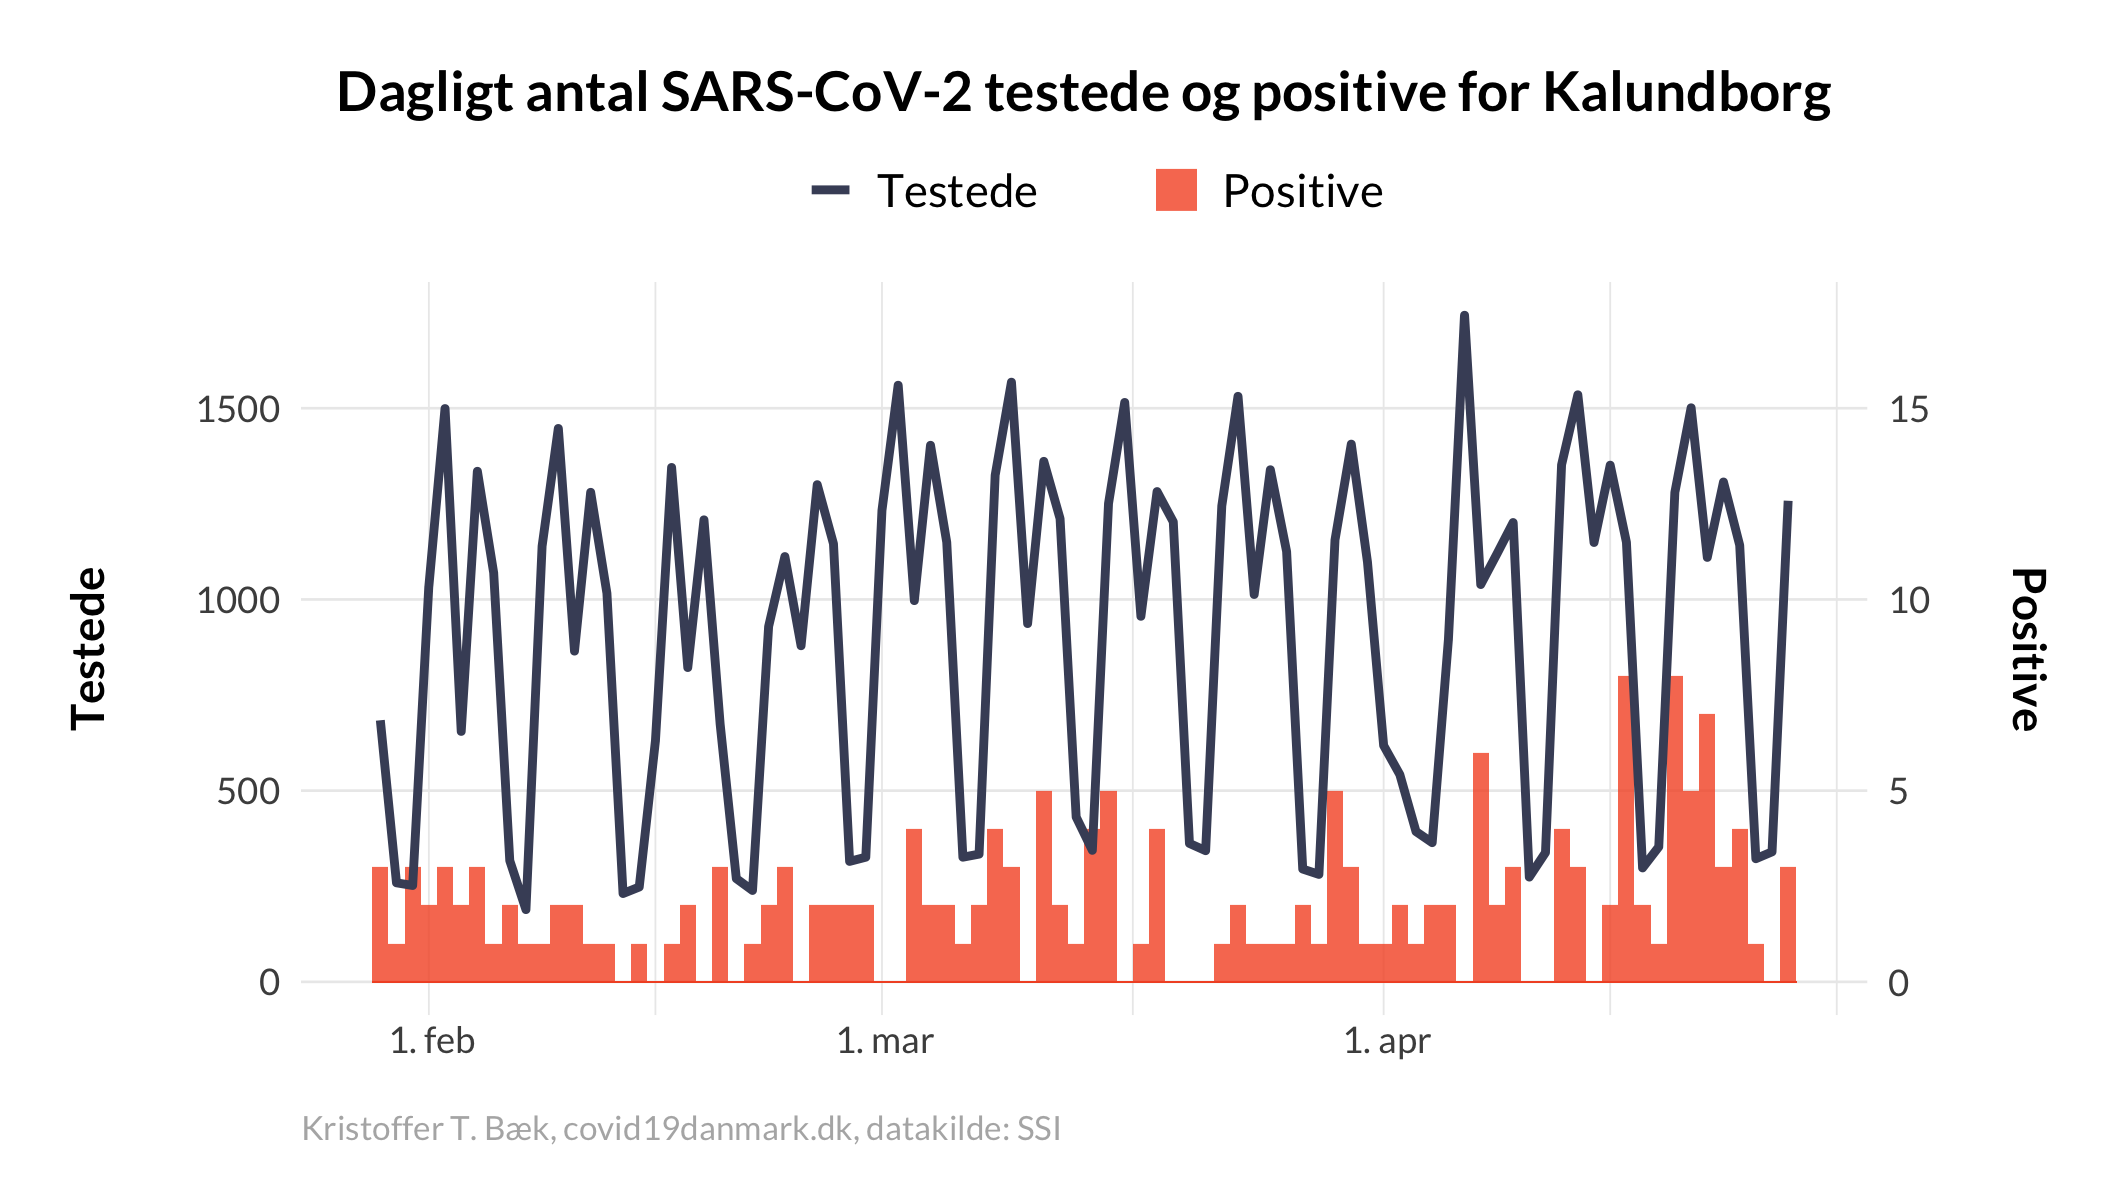 Dagligt antal SARS-CoV-2 testede og positive for Kalundborg
Testede
Positive
1500
1000
500
0
Testede
15
10
5
0
Positive
1. feb
1. mar
1. apr
Kristoffer T. Bæk, covid19danmark.dk, datakilde: SSI